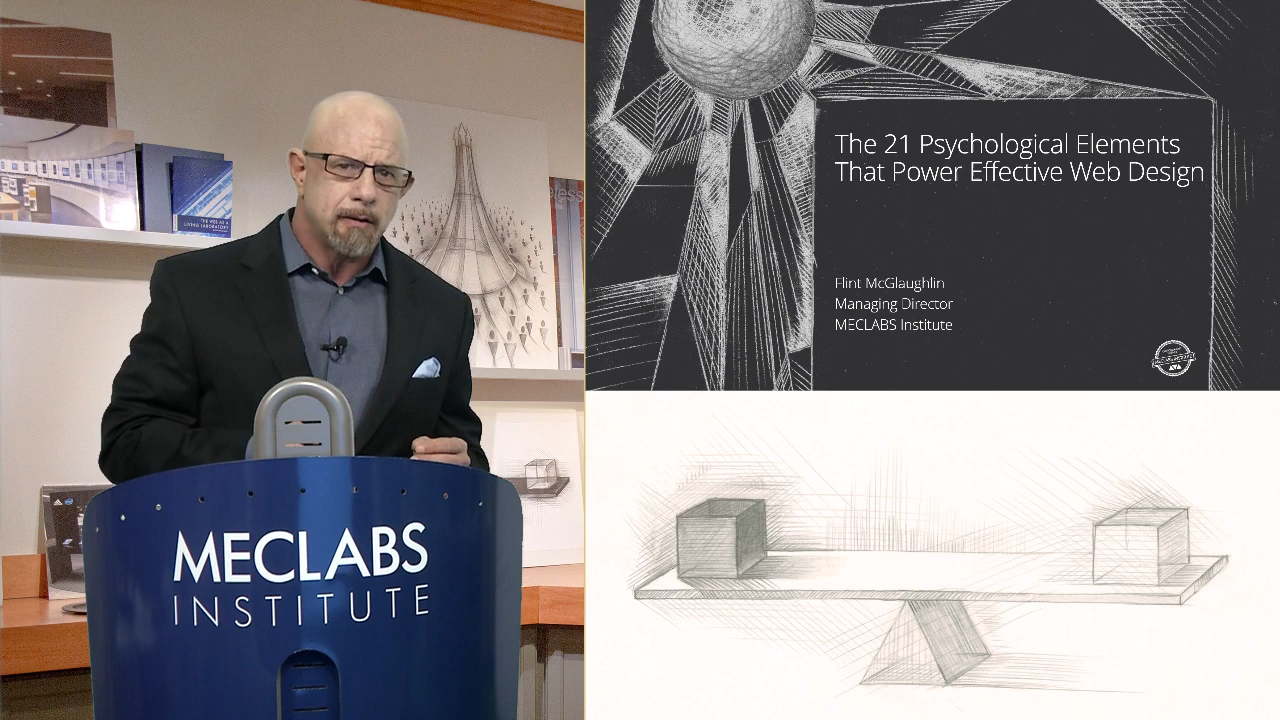 THE WEB AS A
LIVING LABORATORY
MECLABS
INSTITUTE
The 21 Psychological Elements
That Power Effective Web Design
Flint McGlaughlin
Managing Director
MECLABS Institute